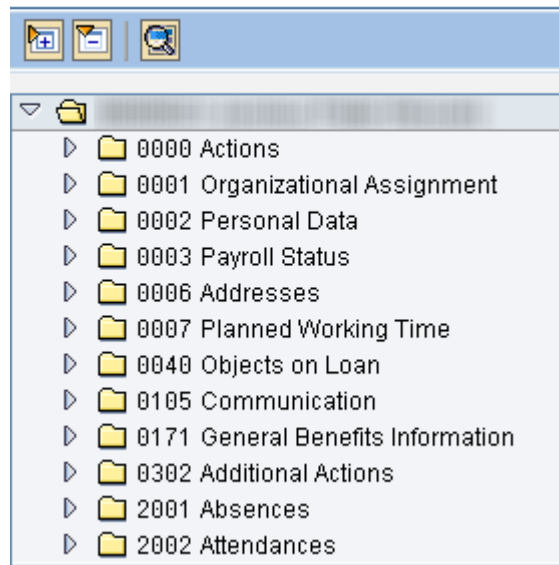 0000 Actions
0001 Organizational Assignment
0002 Personal Data
0003 Payroll Status
0006 Addresses
0007 Planned Working Time
0040 Objects on Loan
0105 Communication
0171 General Benefits Information
0302 Additional Actions
2001 Absences
2002 Attendances